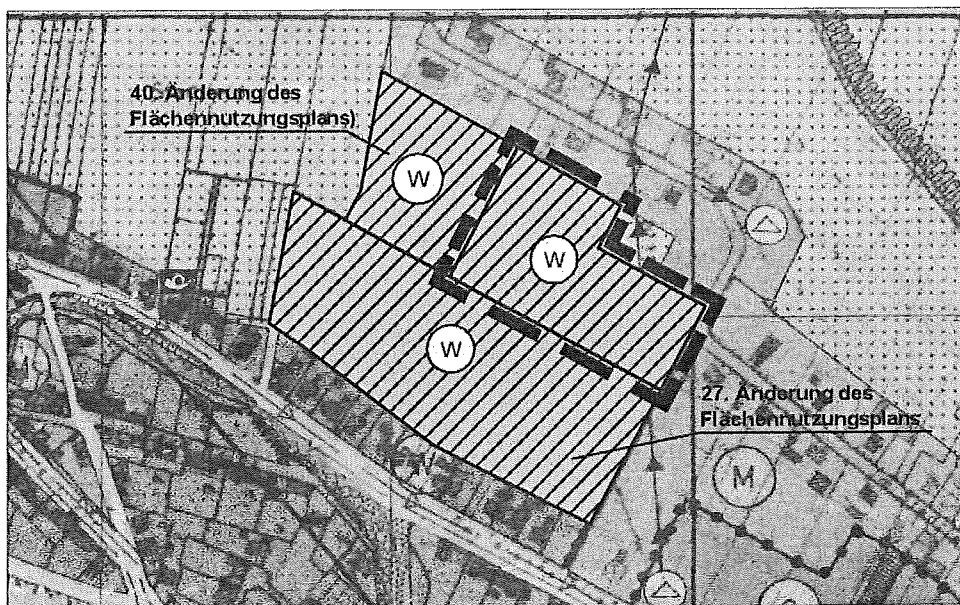 40. Änderung des
Flächennutzungsplans)
W
W
W
27. Änderung des
Flächennutzungsplans
M
W